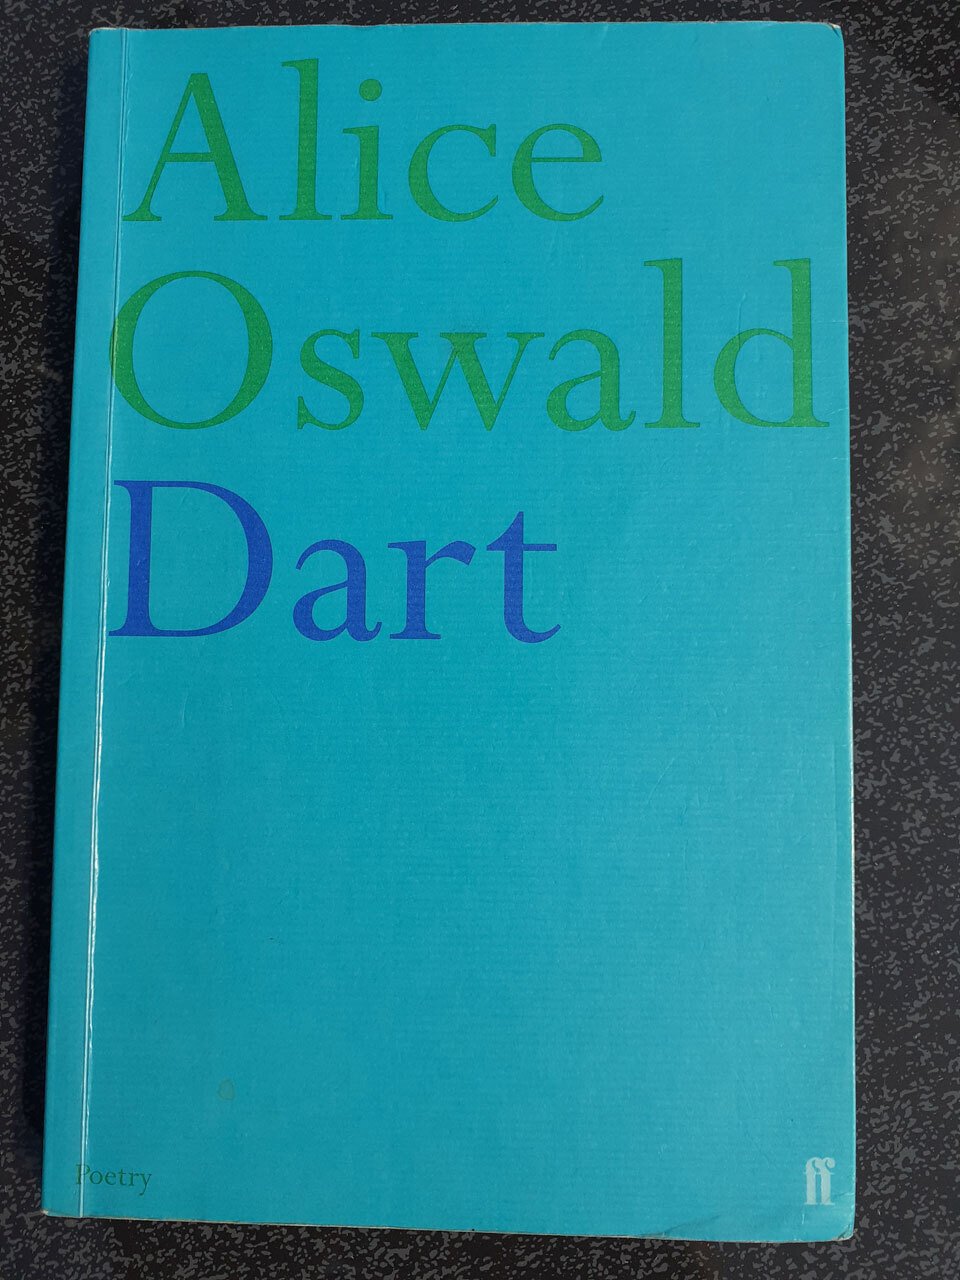 Alice
Oswald
Dart
Poetry
ff